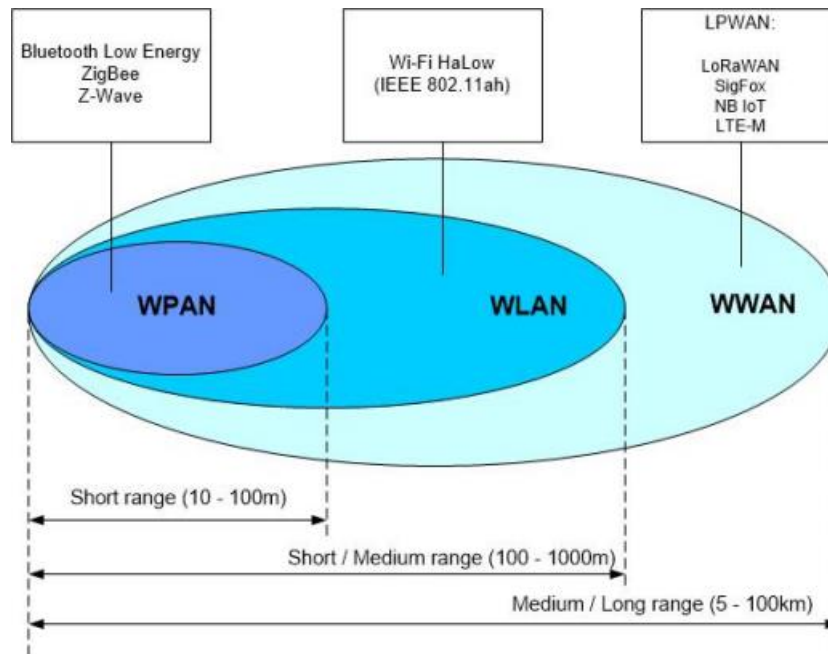 Bluetooth Low Energy
ZigBee
Z-Wave
Wi-Fi HaLow
(IEEE 802.11ah)
LPWAN:
LoRaWAN
SigFox
NB IoT
LTE-M
WPAN
WLAN
WWAN
Short range (10 - 100m)
Short / Medium range (100 - 1000m)
Medium / Long range (5 - 100km)